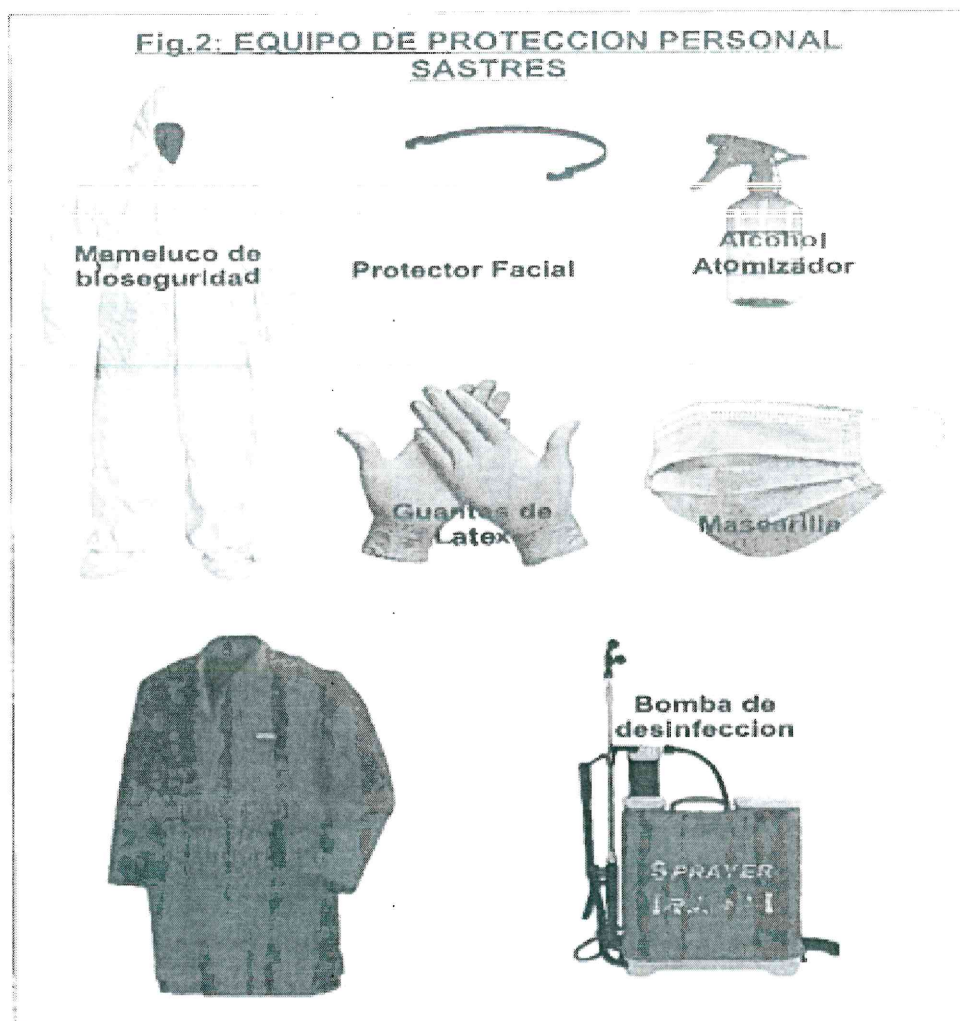 Fig.2: EQUIPO DE PROTECCION PERSONAL
SASTRES
Mameluco de
bioseguridad
Protector Facial
Alcohol
Atomizador
Guantes de
Latex
Mascarilla
Bomba de
desinfeccion
SPRAYER